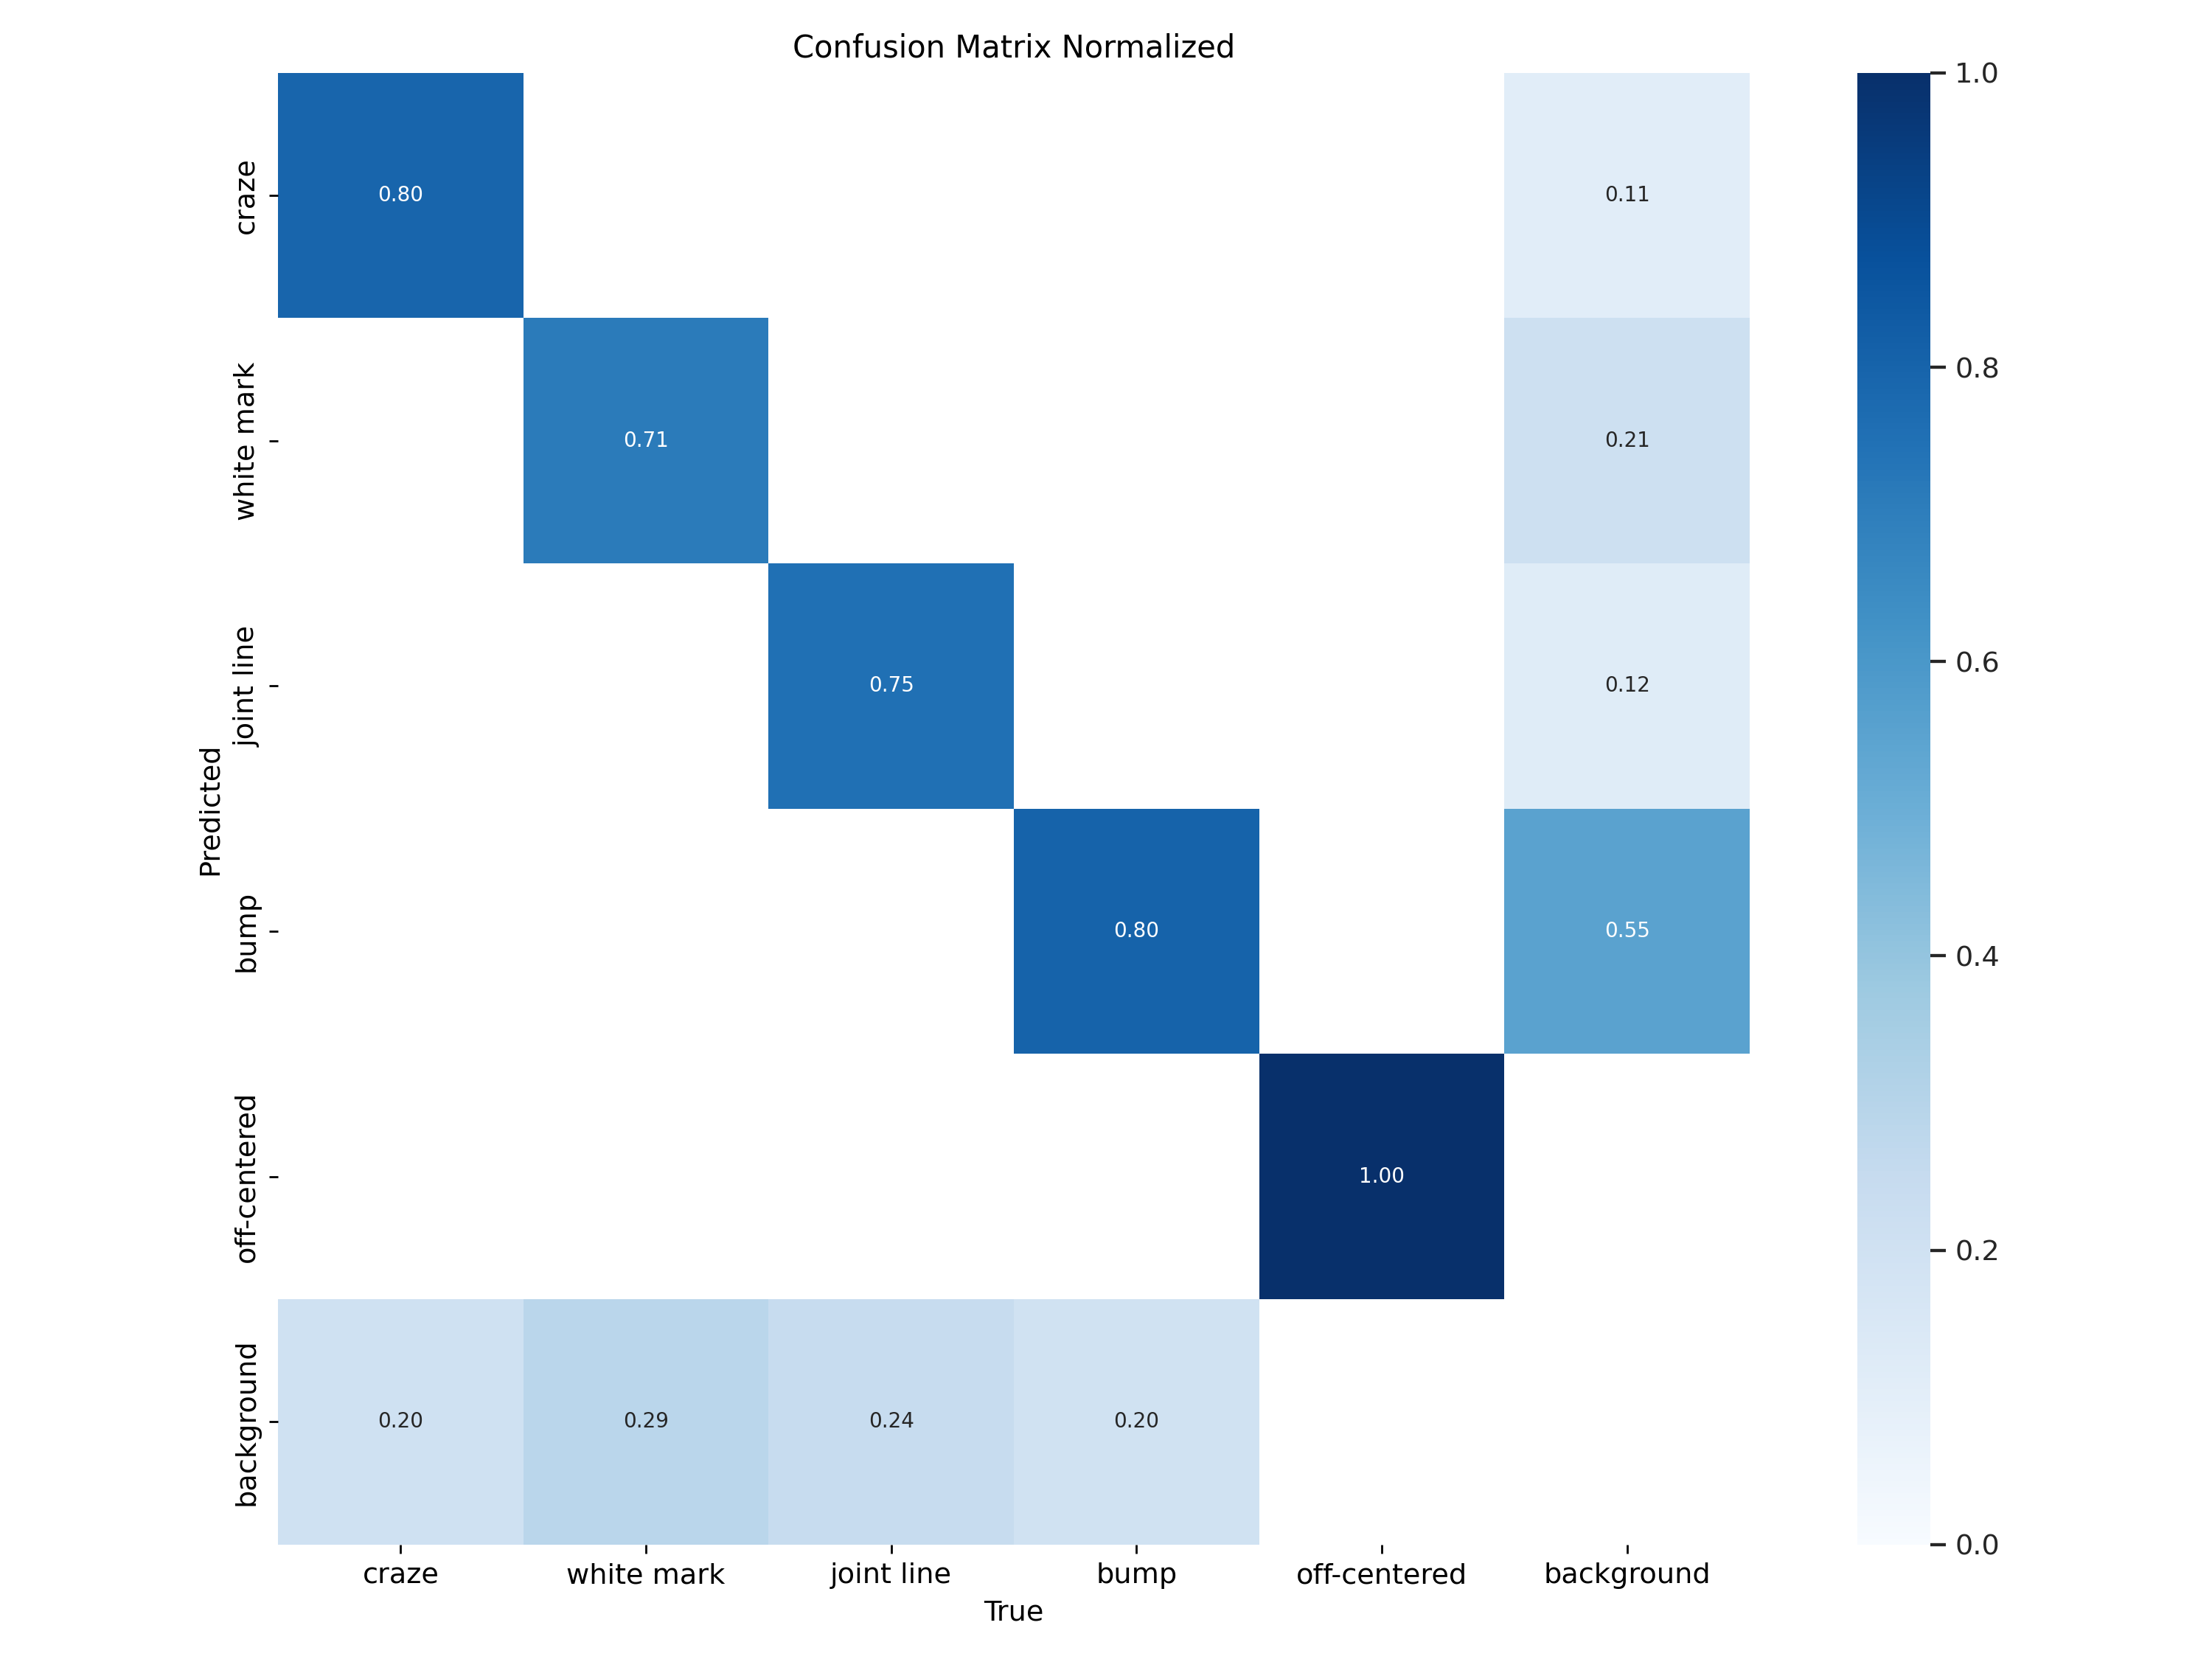 Confusion Matrix Normalized
craze
0.80
0.11
1.0
white mark
0.71
0.21
0.8
joint line
0.75
0.12
0.6
Predicted
bump
0.80
0.55
0.4
off-centered
1.00
0.2
background
0.20
0.29
0.24
0.20
0.0
craze
white mark
joint line
bump
off-centered
background
True